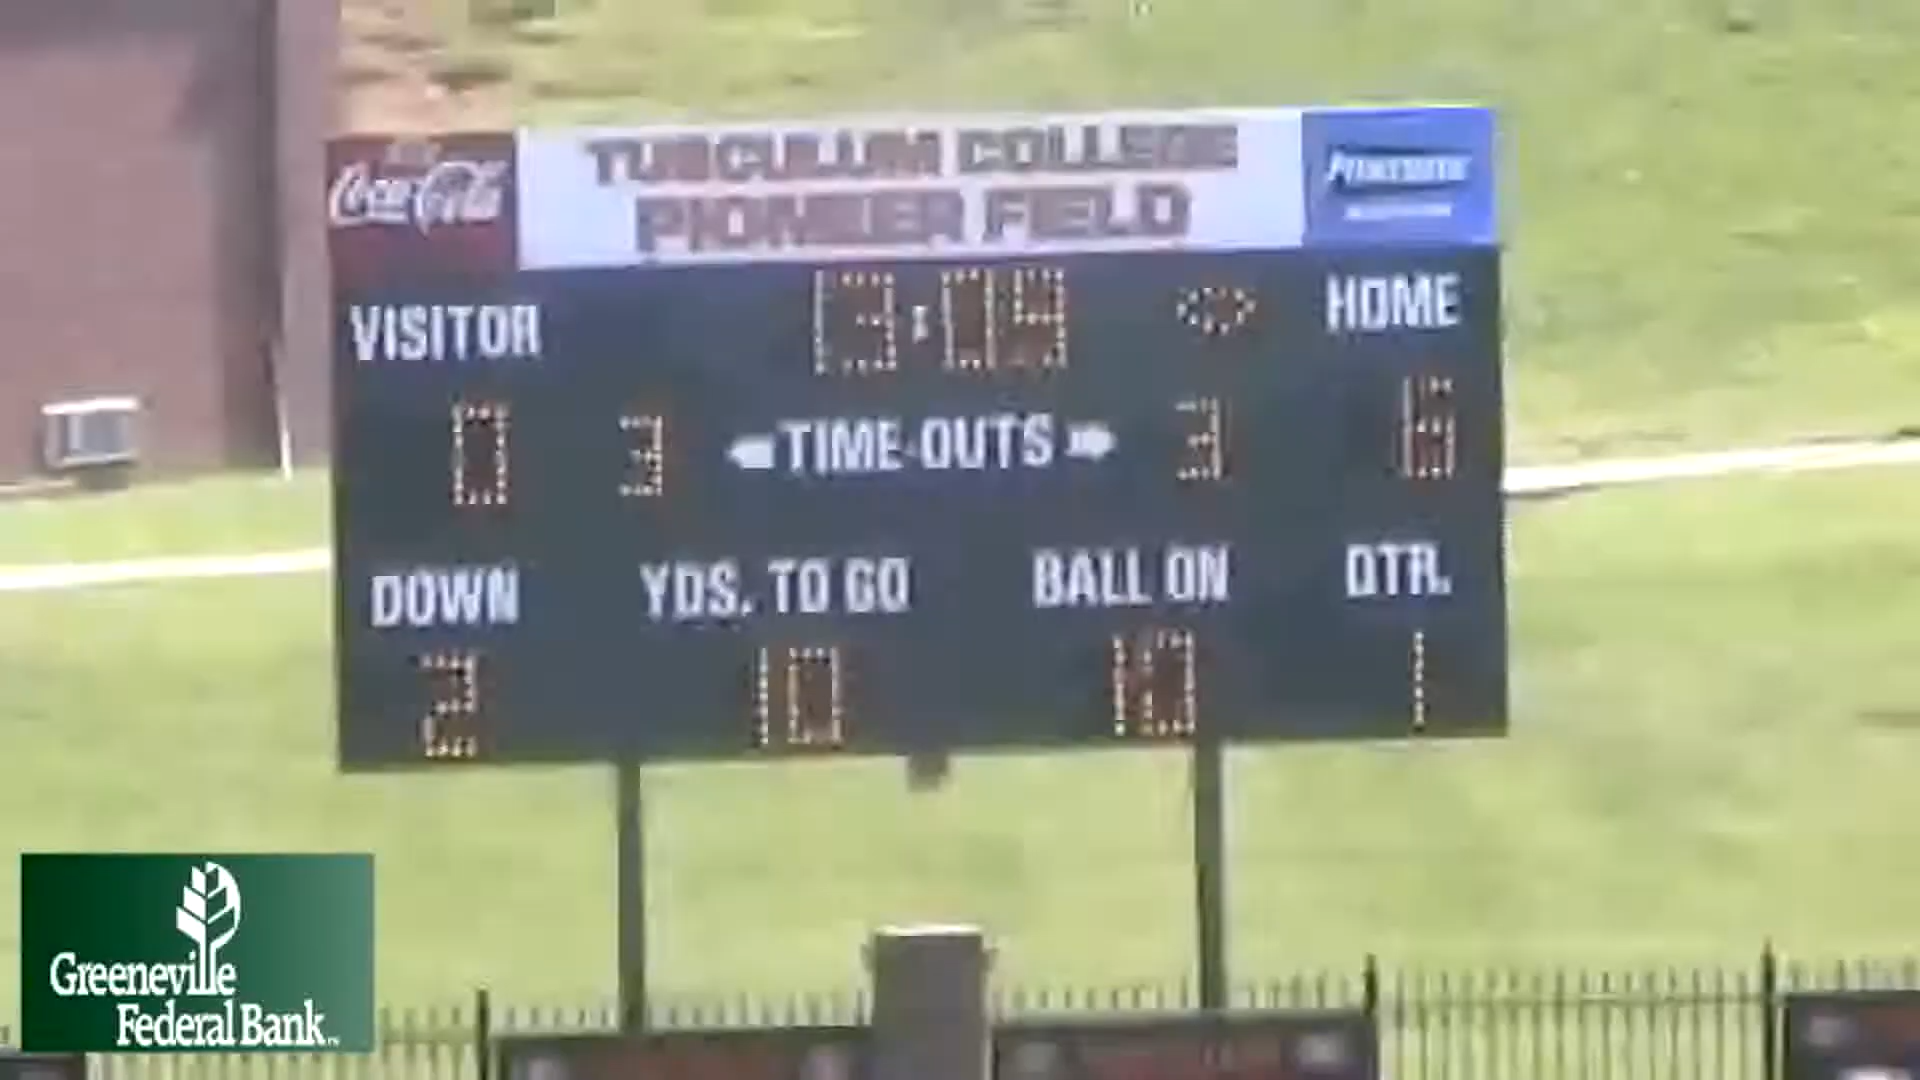 Coca-Cola
TUSCULUM COLLEGE
PIONEER FIELD
VISITOR
13:09
HOME
0
3
TIME OUTS
3
6
DOWN
YDS. TO GO
BALL ON
QTR.
2
10
10
1
Greeneville
Federal Bank